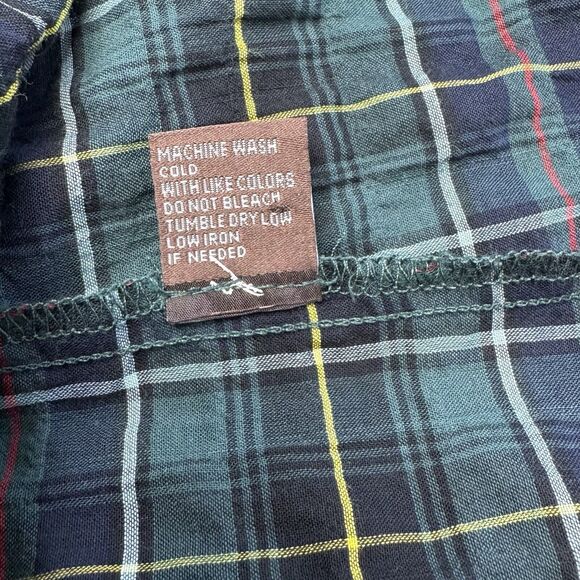 MACHINE WASH
COLD
WITH LIKE COLORS
DO NOT BLEACH
TUMBLE DRY LOW
LOW IRON
IF NEEDED